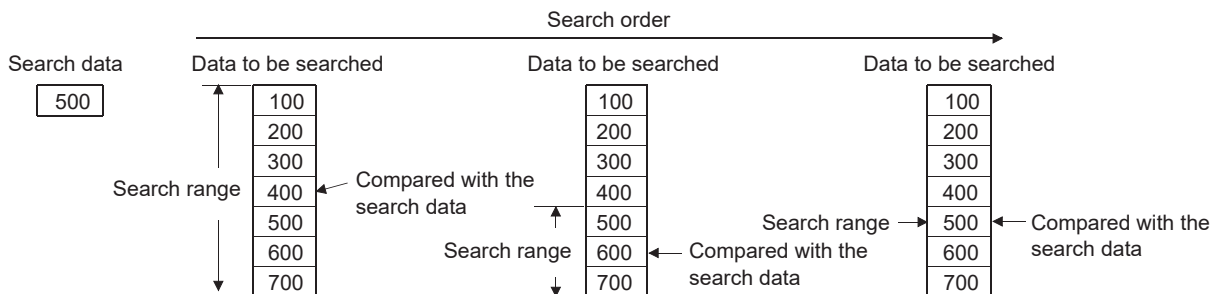 Search order
Search data
500
Data to be searched
100
200
300
400
500
600
700
Search range
Compared with the
search data
Data to be searched
100
200
300
400
500
600
700
Search range
Compared with the
search data
Data to be searched
100
200
300
400
500
600
700
Search range
Compared with the
search data